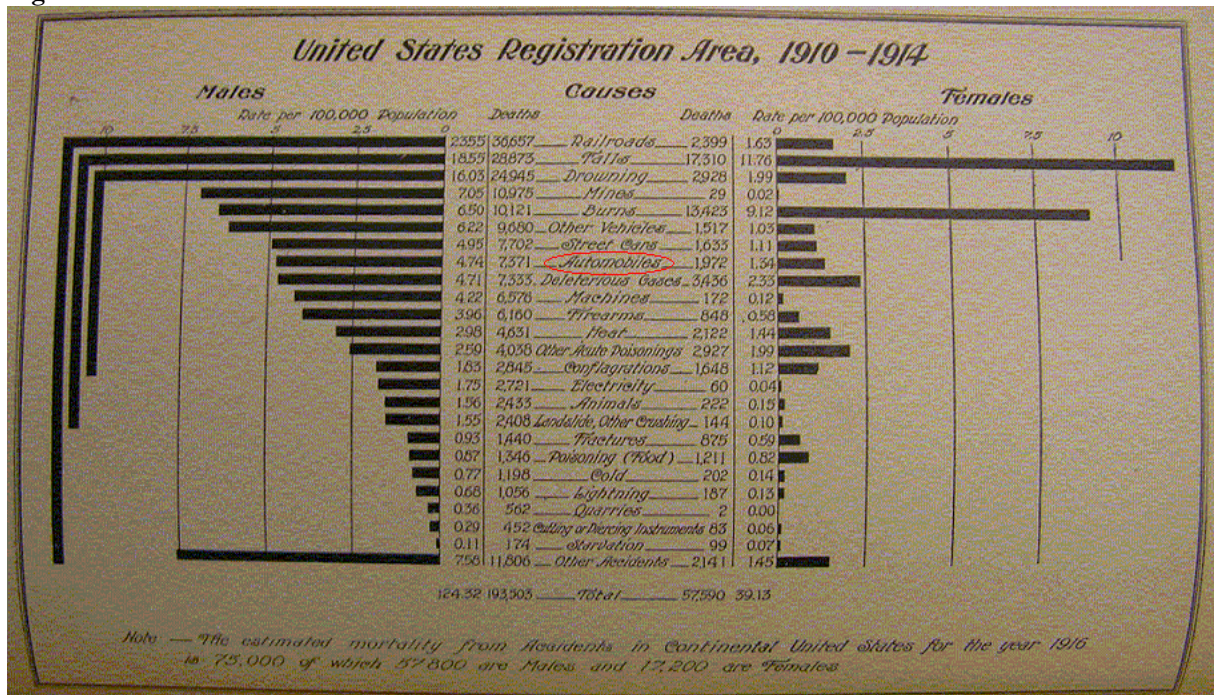 United States Registration Area, 1910–1914
Males Causes Females
Rate per 100,000 Population Deaths Deaths Rate per 100,000 Population
10 7.5 5 2.5 0 0 2.5 5 7.5 10
23.55 36,657 Railroads 2,399 1.63
18.55 28,873 Falls 17,310 11.76
16.03 24,945 Drowning 2,928 1.99
7.05 10,975 Mines 29 0.02
6.50 10,121 Burns 13,423 9.12
6.22 9,680 Other Vehicles 1,517 1.03
4.95 7,702 Street Cars 1,633 1.11
4.74 7,371 Automobiles 1,972 1.34
4.71 7,333 Deleterious Gases 3,436 2.33
4.22 6,578 Machines 172 0.12
3.96 6,160 Firearms 848 0.58
2.98 4,631 Heat 2,122 1.44
2.59 4,038 Other Acute Poisonings 2,927 1.99
1.83 2,845 Conflagrations 1,648 1.12
1.75 2,721 Electricity 60 0.04
1.56 2,433 Animals 222 0.15
1.55 2,408 Landslide, Other Crushing 144 0.10
0.93 1,440 Fractures 875 0.59
0.87 1,346 Poisoning (Food) 1,211 0.82
0.77 1,198 Cold 202 0.14
0.68 1,056 Lightning 187 0.13
0.36 562 Quarries 2 0.00
0.29 452 Cutting or Piercing Instruments 83 0.06
0.11 174 Starvation 99 0.07
7.58 11,806 Other Accidents 2,141 1.45
124.32 193,503 Total 57,590 39.13
Note — The estimated mortality from Accidents in Continental United States for the year 1916
is 75,000 of which 57800 are Males and 17,200 are Females